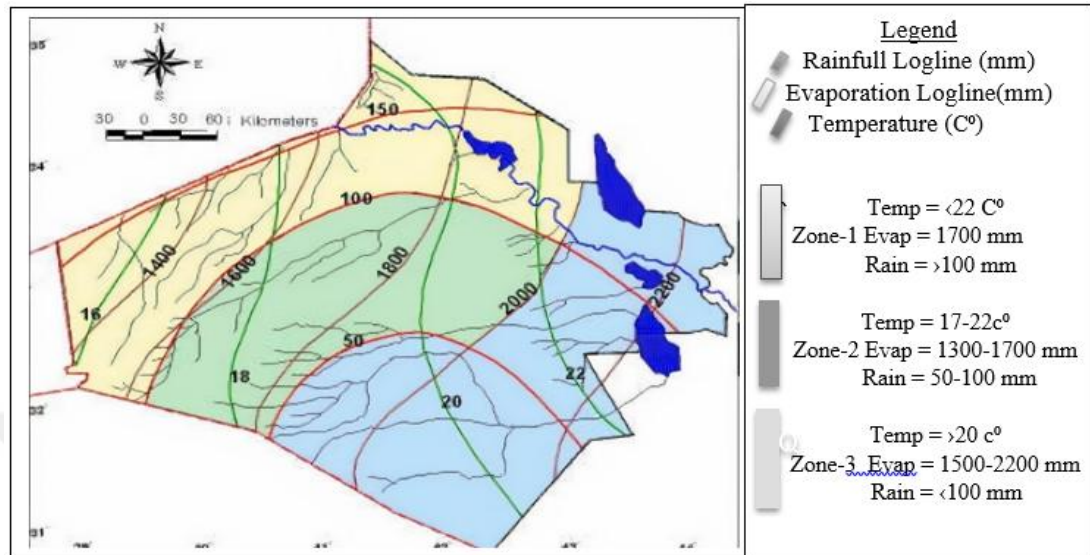 N
W E
S
30 0 60 Kilometers
150
100
1400
1600
1800
2000
2200
16
50
18
22
20
Legend
Rainfall Logline (mm)
Evaporation Logline(mm)
Temperature (C⁰)
Temp = ‹22 C⁰
Zone-1 Evap = 1700 mm
Rain = ›100 mm
Temp = 17-22c⁰
Zone-2 Evap = 1300-1700 mm
Rain = 50-100 mm
Temp = ›20 c⁰
Zone-3 Evap = 1500-2200 mm
Rain = ‹100 mm